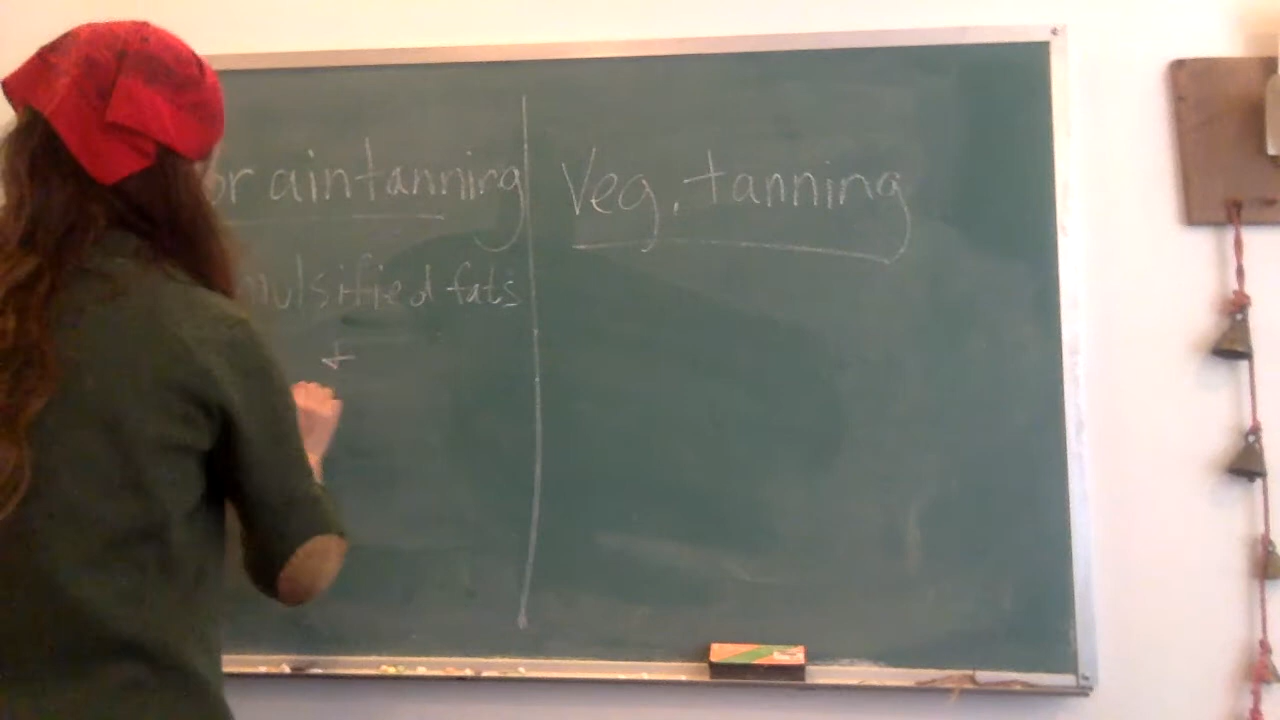 braintanning
Veg. tanning
mulsified fats
+